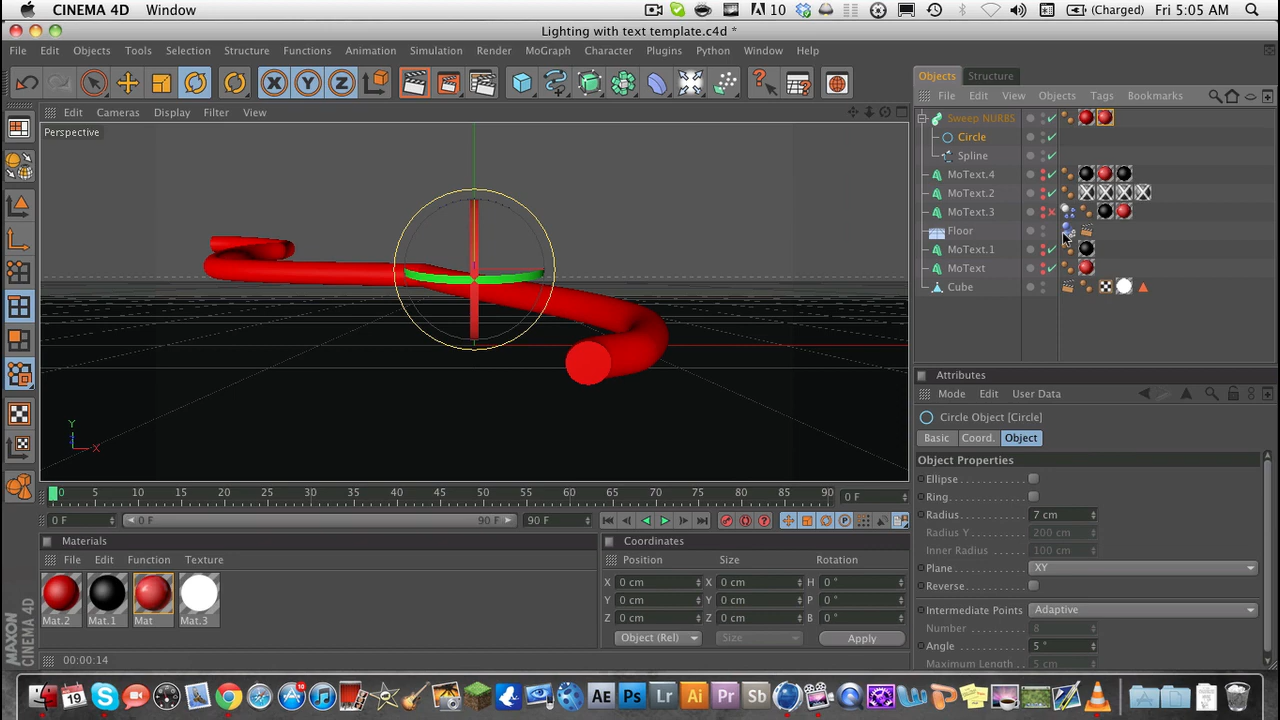 CINEMA 4D Window 10 (Charged) Fri 5:05 AM
Lighting with text template.c4d *
File Edit Objects Tools Selection Structure Functions Animation Simulation Render MoGraph Character Plugins Python Window Help
X Y Z
Objects Structure
File Edit View Objects Tags Bookmarks
Edit Cameras Display Filter View
Perspective
Sweep NURBS
Circle
Spline
MoText.4
MoText.2
MoText.3
Floor
MoText.1
MoText
Cube
Y
X
Attributes
Mode Edit User Data
Circle Object [Circle]
Basic Coord. Object
Object Properties
Ellipse
Ring
Radius 7 cm
Radius Y 200 cm
Inner Radius 100 cm
Plane XY
Reverse
Intermediate Points Adaptive
Number 8
Angle 5 °
Maximum Length 5 cm
0 5 10 15 20 25 30 35 40 45 50 55 60 65 70 75 80 85 90 0 F
0 F 0 F 90 F 90 F
Materials
File Edit Function Texture
Mat.2 Mat.1 Mat Mat.3
Coordinates
Position Size Rotation
X 0 cm X 0 cm H 0 °
Y 0 cm Y 0 cm P 0 °
Z 0 cm Z 0 cm B 0 °
Object (Rel) Size Apply
MAXON
CINEMA 4D
00:00:14
19 AE Ps Lr Ai Pr Sb